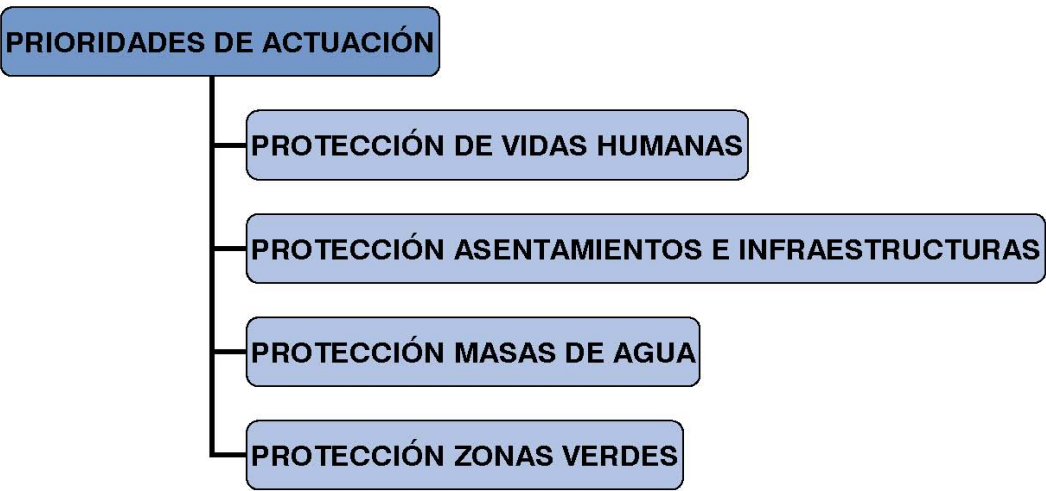 PRIORIDADES DE ACTUACIÓN
PROTECCIÓN DE VIDAS HUMANAS
PROTECCIÓN ASENTAMIENTOS E INFRAESTRUCTURAS
PROTECCIÓN MASAS DE AGUA
PROTECCIÓN ZONAS VERDES